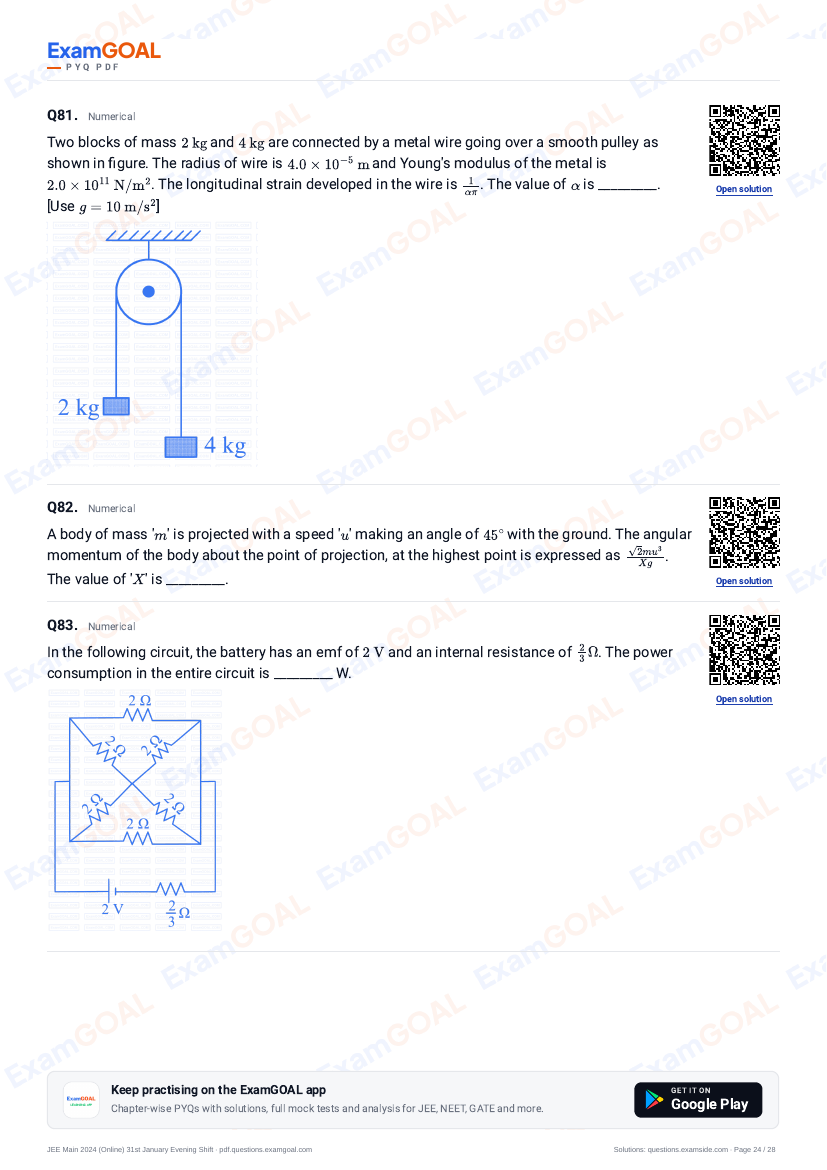 ExamGOAL
PYQ PDF
Q81. Numerical
Two blocks of mass 2 kg and 4 kg are connected by a metal wire going over a smooth pulley as
shown in figure. The radius of wire is 4.0 × 10⁻⁵ m and Young's modulus of the metal is
2.0 × 10¹¹ N/m². The longitudinal strain developed in the wire is 1/απ. The value of α is _________.
[Use g = 10 m/s²]
Open solution
2 kg
4 kg
Q82. Numerical
A body of mass 'm' is projected with a speed 'u' making an angle of 45° with the ground. The angular
momentum of the body about the point of projection, at the highest point is expressed as √2mu³/Xg.
The value of 'X' is _________.
Open solution
Q83. Numerical
In the following circuit, the battery has an emf of 2 V and an internal resistance of 2/3 Ω. The power
consumption in the entire circuit is _________ W.
Open solution
2 Ω
2 Ω
2 Ω
2 Ω
2 Ω
2 Ω
2 V
2/3 Ω
Keep practising on the ExamGOAL app
Chapter-wise PYQs with solutions, full mock tests and analysis for JEE, NEET, GATE and more.
GET IT ON
Google Play
JEE Main 2024 (Online) 31st January Evening Shift · pdf.questions.examgoal.com
Solutions: questions.examside.com · Page 24 / 28